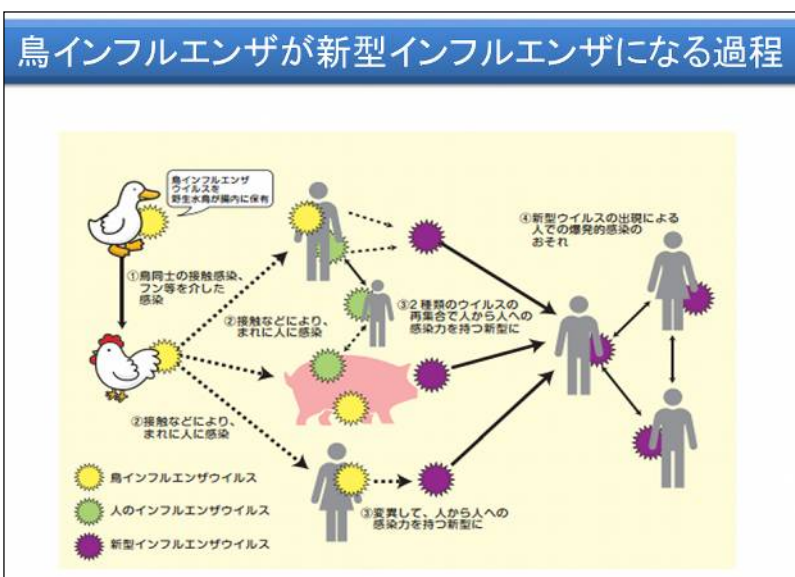 鳥インフルエンザが新型インフルエンザになる過程
鳥インフルエンザ
ウイルスを
野生水鳥が腸内に保有
①鳥同士の接触感染、
フン等を介した
感染
②接触などにより、
まれに人に感染
②接触などにより、
まれに人に感染
③2種類のウイルスの
再集合で人から人への
感染力を持つ新型に
③変異して、人から人への
感染力を持つ新型に
④新型ウイルスの出現による
人での爆発的感染の
おそれ
鳥インフルエンザウイルス
人のインフルエンザウイルス
新型インフルエンザウイルス